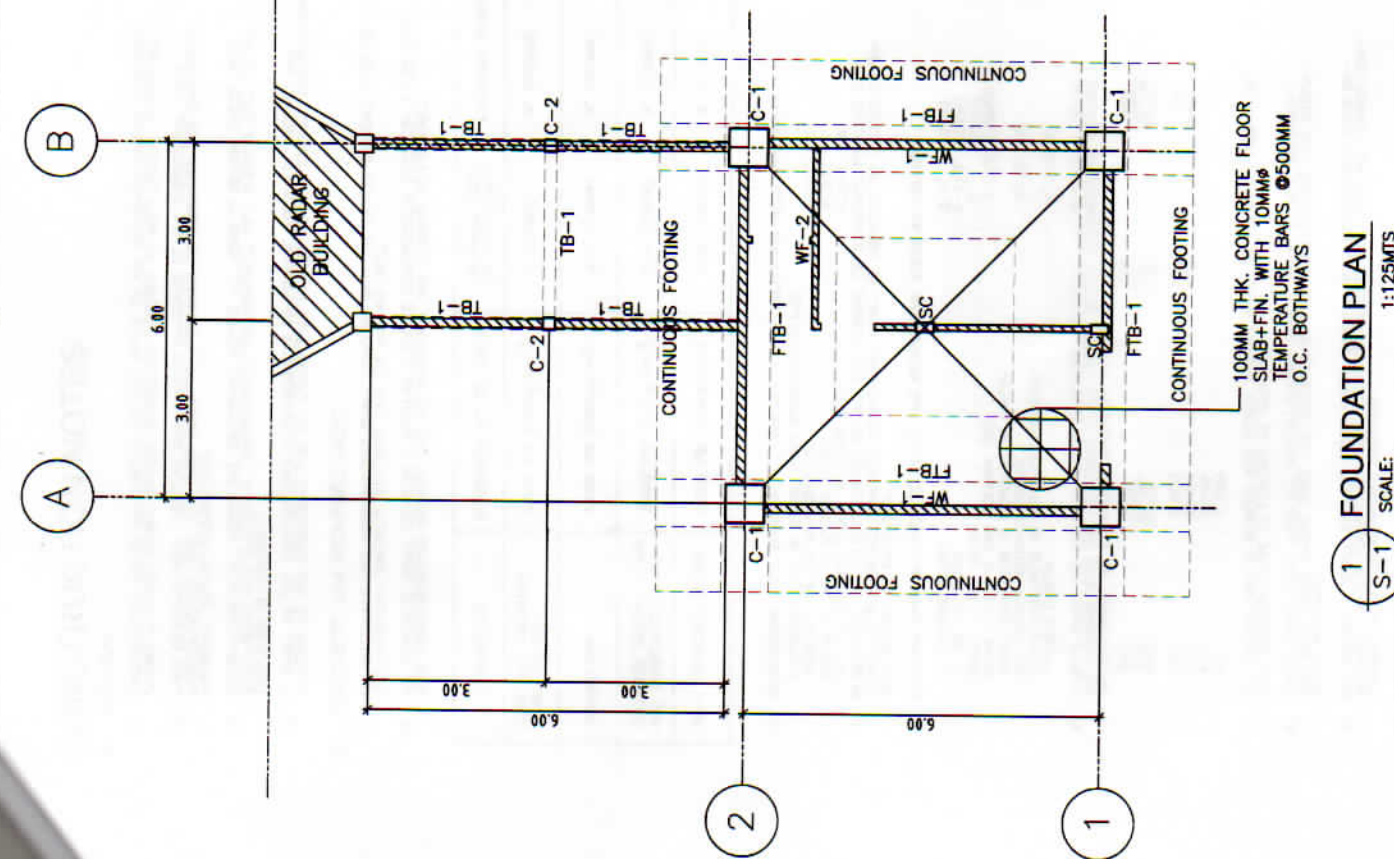 B
A
6.00
3.00
3.00
OLD RADAR
BUILDING
TB-1
C-2
TB-1
TB-1
TB-1
C-2
TB-1
3.00
3.00
6.00
6.00
CONTINUOUS FOOTING
CONTINUOUS FOOTING
CONTINUOUS FOOTING
CONTINUOUS FOOTING
C-1
C-1
C-1
C-1
FTB-1
WF-1
WF-2
FTB-1
SC
SC
FTB-1
FTB-1
WF-1
2
1
100MM THK. CONCRETE FLOOR
SLAB+FIN. WITH 10MMØ
TEMPERATURE BARS @500MM
O.C. BOTHWAYS
1
S-1
FOUNDATION PLAN
SCALE: 1:125MTS